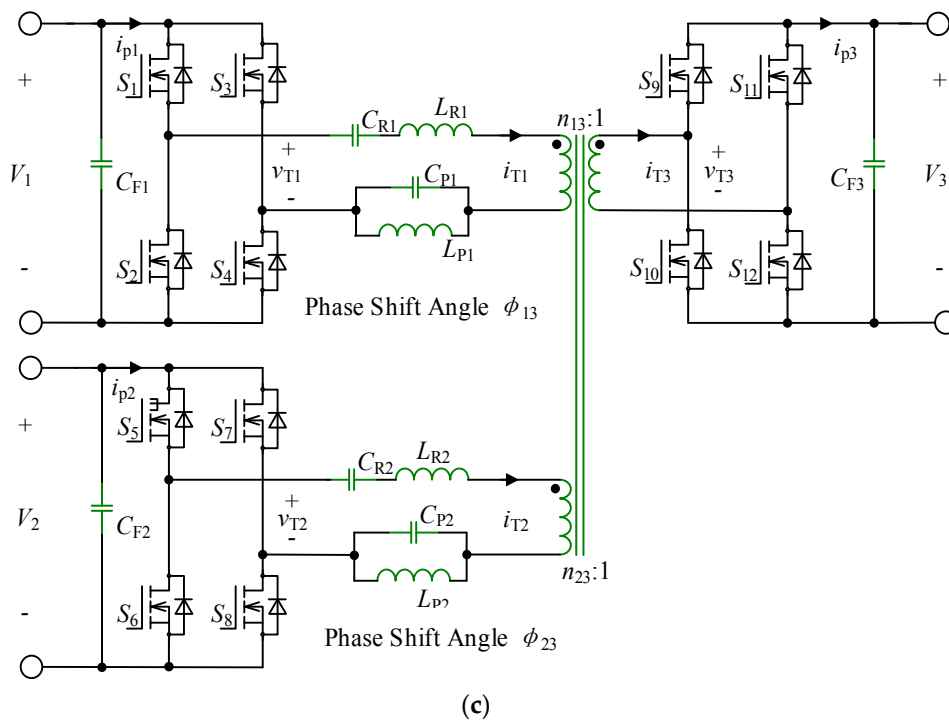 i_p1
i_p3
+
S_1
S_3
S_9
S_11
+
C_R1
L_R1
n_13:1
V_1
C_F1
+
v_T1
-
C_P1
i_T1
i_T3
+
v_T3
-
C_F3
V_3
L_P1
-
S_2
S_4
S_10
S_12
-
Phase Shift Angle ϕ_13
i_p2
+
S_5
S_7
C_R2
L_R2
V_2
C_F2
+
v_T2
-
C_P2
i_T2
n_23:1
L_P2
-
S_6
S_8
Phase Shift Angle ϕ_23
(c)